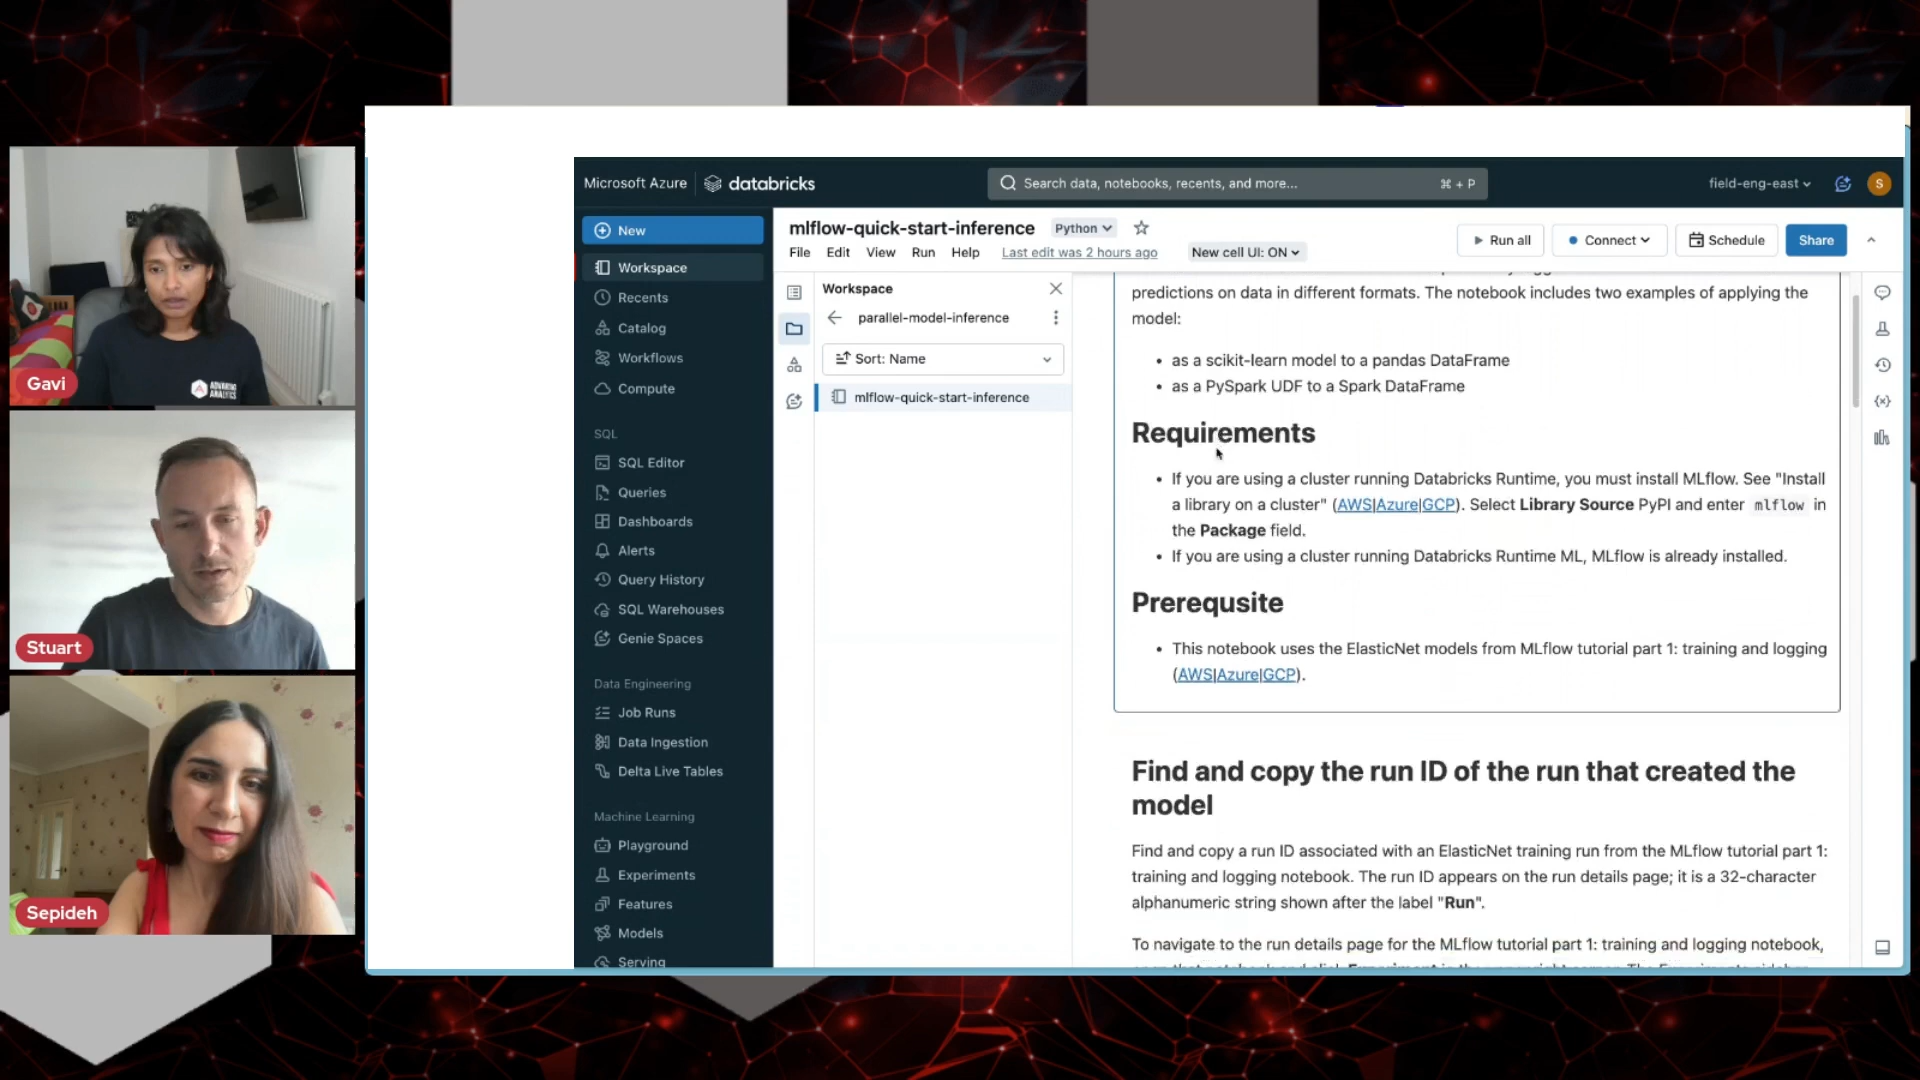 Gavi
ADVANCING
ANALYTICS
Stuart
Sepideh
Microsoft Azure
databricks
Search data, notebooks, recents, and more...
⌘ + P
field-eng-east
S
New
Workspace
Recents
Catalog
Workflows
Compute
SQL
SQL Editor
Queries
Dashboards
Alerts
Query History
SQL Warehouses
Genie Spaces
Data Engineering
Job Runs
Data Ingestion
Delta Live Tables
Machine Learning
Playground
Experiments
Features
Models
Serving
mlflow-quick-start-inference
Python
File Edit View Run Help Last edit was 2 hours ago New cell UI: ON
Run all
Connect
Schedule
Share
Workspace
parallel-model-inference
Sort: Name
mlflow-quick-start-inference
predictions on data in different formats. The notebook includes two examples of applying the
model:
• as a scikit-learn model to a pandas DataFrame
• as a PySpark UDF to a Spark DataFrame
Requirements
• If you are using a cluster running Databricks Runtime, you must install MLflow. See "Install
a library on a cluster" (AWS|Azure|GCP). Select Library Source PyPI and enter mlflow in
the Package field.
• If you are using a cluster running Databricks Runtime ML, MLflow is already installed.
Prerequsite
• This notebook uses the ElasticNet models from MLflow tutorial part 1: training and logging
(AWS|Azure|GCP).
Find and copy the run ID of the run that created the
model
Find and copy a run ID associated with an ElasticNet training run from the MLflow tutorial part 1:
training and logging notebook. The run ID appears on the run details page; it is a 32-character
alphanumeric string shown after the label "Run".
To navigate to the run details page for the MLflow tutorial part 1: training and logging notebook,